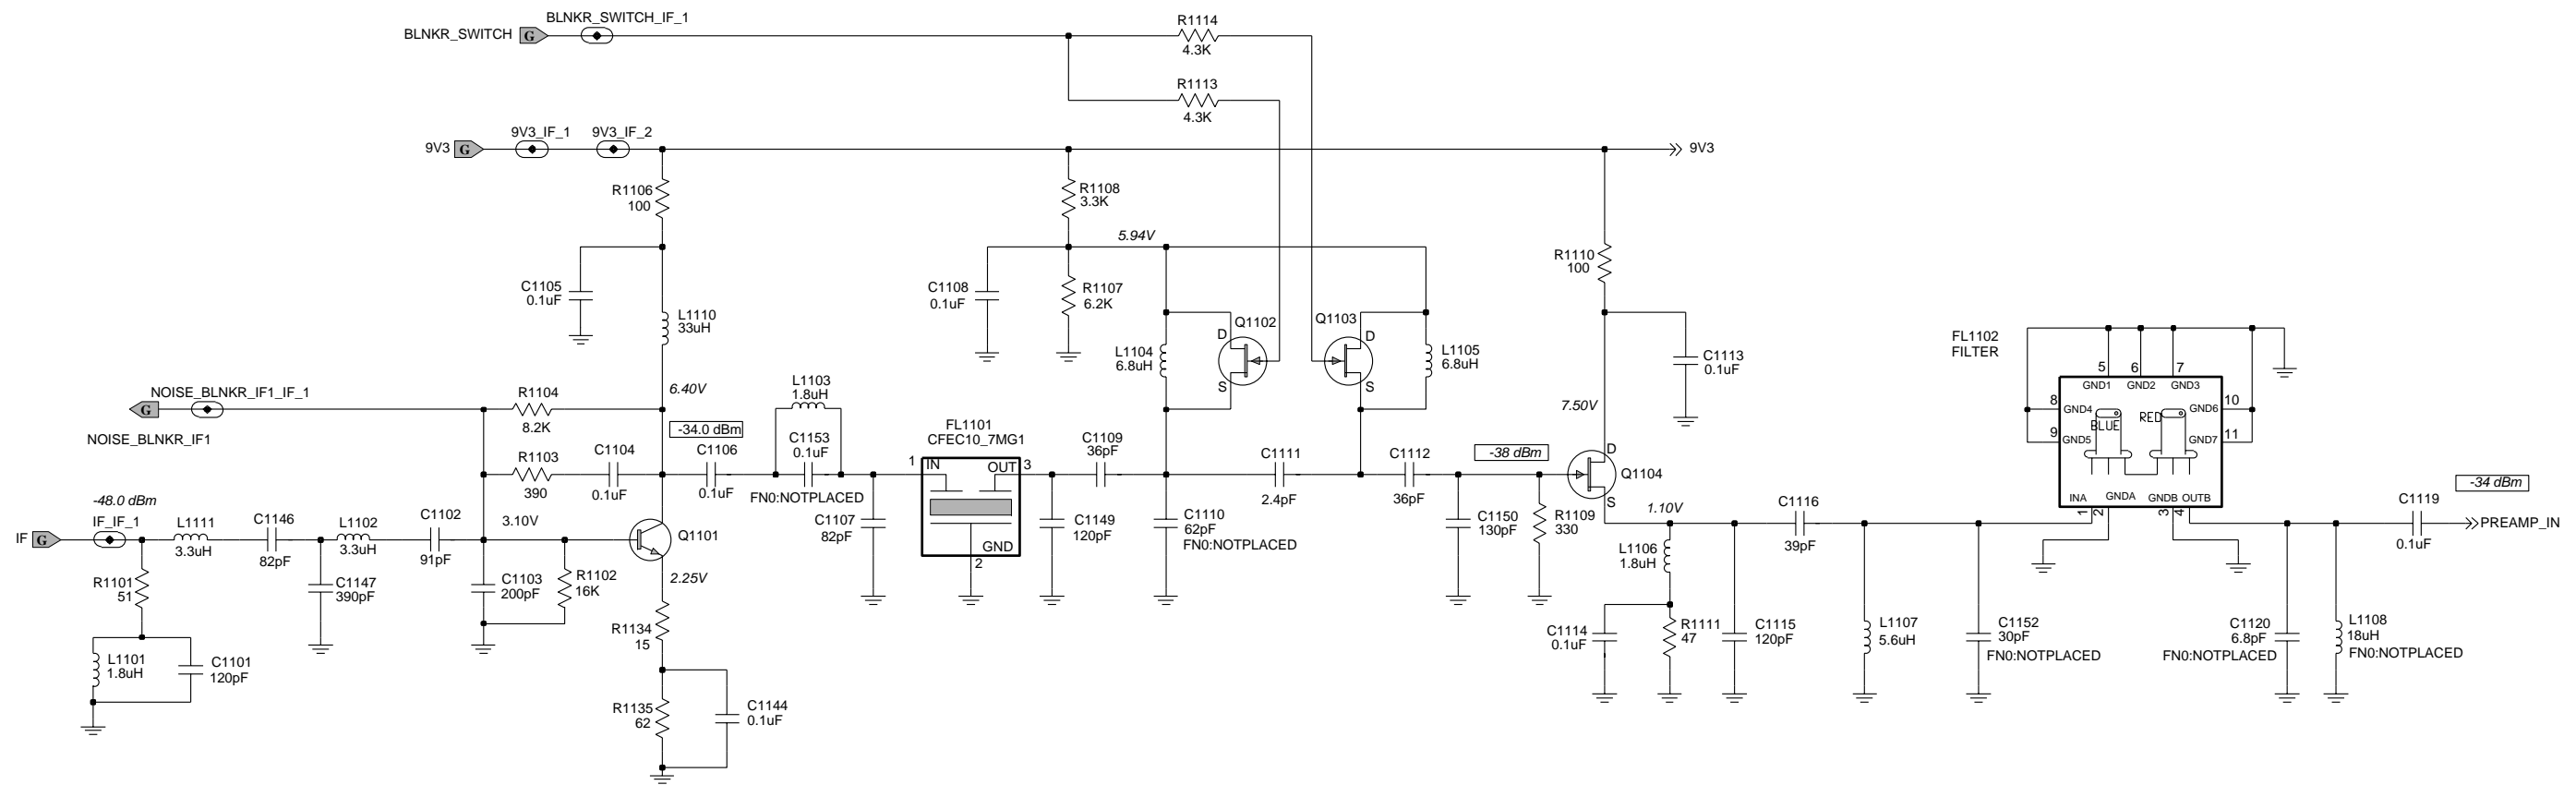 BLNKR_SWITCH_IF_1
BLNKR_SWITCH
G
R1114
4.3K
R1113
4.3K
9V3_IF_1
9V3_IF_2
9V3
G
9V3
R1106
100
R1108
3.3K
5.94V
R1110
100
C1105
0.1uF
C1108
0.1uF
R1107
6.2K
L1110
33uH
Q1102
Q1103
D
D
L1104
6.8uH
L1105
6.8uH
S
S
C1113
0.1uF
FL1102
FILTER
5
6
7
GND1
GND2
GND3
8
GND4
9
GND5
BLUE
RED
GND6
10
GND7
11
INA
GNDA
GNDB
OUTB
1
2
3
4
NOISE_BLNKR_IF1_IF_1
G
NOISE_BLNKR_IF1
R1104
8.2K
6.40V
L1103
1.8uH
7.50V
-34.0 dBm
FL1101
CFEC10_7MG1
R1103
390
C1104
0.1uF
C1106
0.1uF
C1153
0.1uF
FN0:NOTPLACED
1
IN
OUT
3
GND
2
C1109
36pF
C1111
2.4pF
C1112
36pF
-38 dBm
D
Q1104
S
-34 dBm
-48.0 dBm
IF_IF_1
IF
G
L1111
3.3uH
C1146
82pF
L1102
3.3uH
C1102
91pF
3.10V
Q1101
2.25V
C1107
82pF
C1149
120pF
C1110
62pF
FN0:NOTPLACED
C1150
130pF
R1109
330
1.10V
C1116
39pF
C1119
0.1uF
PREAMP_IN
R1101
51
C1147
390pF
C1103
200pF
R1102
16K
L1106
1.8uH
R1134
15
L1101
1.8uH
C1101
120pF
C1114
0.1uF
R1111
47
C1115
120pF
L1107
5.6uH
C1152
30pF
FN0:NOTPLACED
C1120
6.8pF
FN0:NOTPLACED
L1108
18uH
FN0:NOTPLACED
R1135
62
C1144
0.1uF